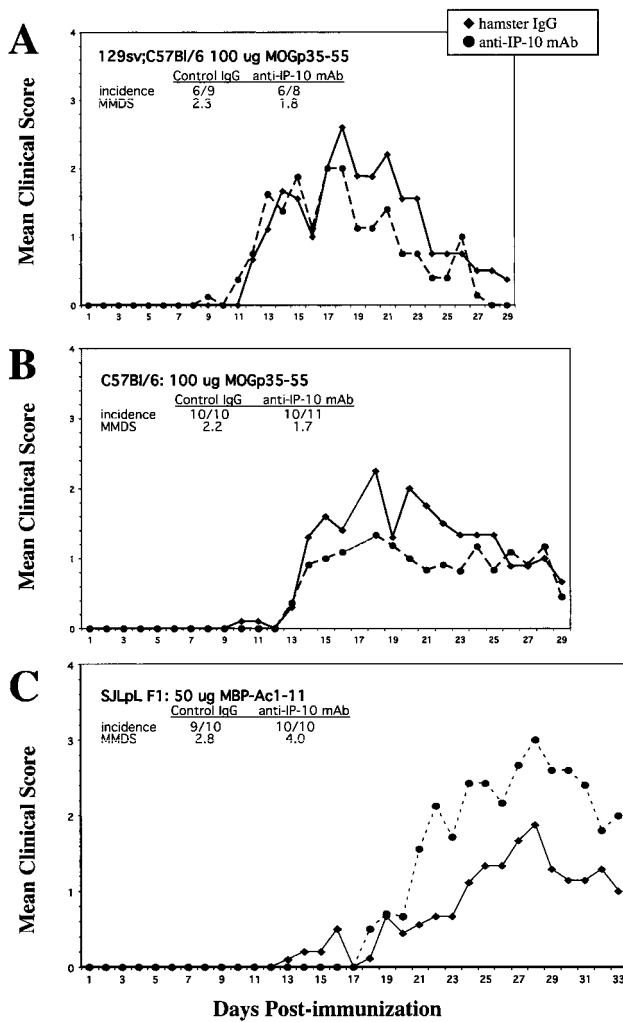 hamster IgG
anti-IP-10 mAb
A
129sv;C57Bl/6 100 ug MOGp35-55
Control IgG anti-IP-10 mAb
incidence 6/9 6/8
MMDS 2.3 1.8
Mean Clinical Score
4
3
2
1
0
1 3 5 7 9 11 13 15 17 19 21 23 25 27 29
B
C57Bl/6: 100 ug MOGp35-55
Control IgG anti-IP-10 mAb
incidence 10/10 10/11
MMDS 2.2 1.7
Mean Clinical Score
4
3
2
1
0
1 3 5 7 9 11 13 15 17 19 21 23 25 27 29
C
SJLpL F1: 50 ug MBP-Ac1-11
Control IgG anti-IP-10 mAb
incidence 9/10 10/10
MMDS 2.8 4.0
Mean Clinical Score
4
3
2
1
0
1 3 5 7 9 11 13 15 17 19 21 23 25 27 29 31 33
Days Post-immunization